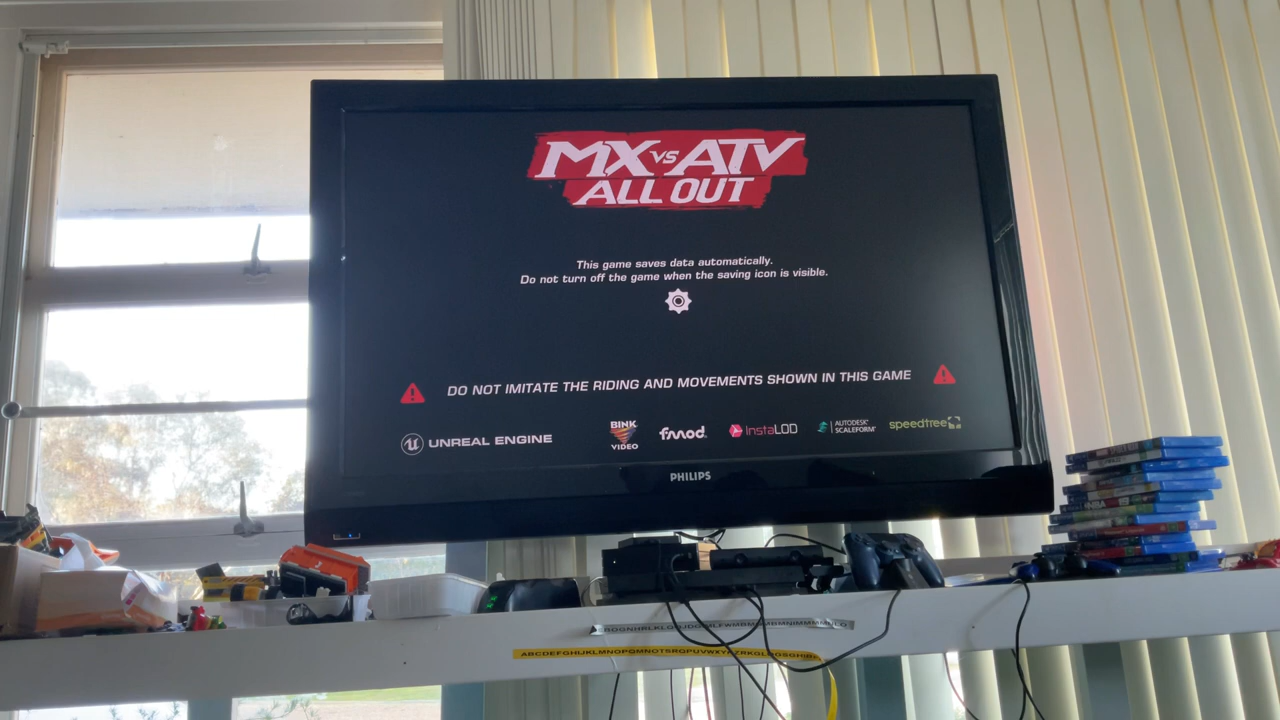 MX vs ATV
ALL OUT
This game saves data automatically.
Do not turn off the game when the saving icon is visible.
DO NOT IMITATE THE RIDING AND MOVEMENTS SHOWN IN THIS GAME
UNREAL ENGINE
BINK
VIDEO
fmod
InstaLOD
AUTODESK
SCALEFORM
speedtree
PHILIPS